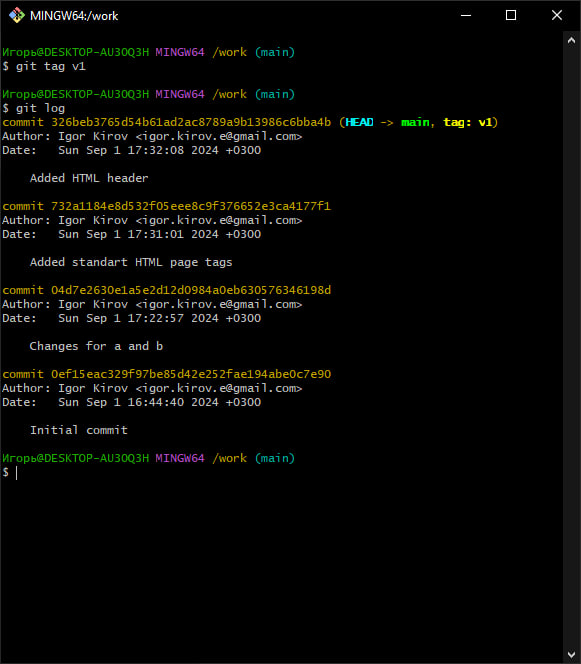 MINGW64:/work
Игорь@DESKTOP-AU3OQ3H MINGW64 /work (main)
$ git tag v1
Игорь@DESKTOP-AU3OQ3H MINGW64 /work (main)
$ git log
commit 326beb3765d54b61ad2ac8789a9b13986c6bba4b (HEAD -> main, tag: v1)
Author: Igor Kirov <igor.kirov.e@gmail.com>
Date:   Sun Sep 1 17:32:08 2024 +0300
Added HTML header
commit 732a1184e8d532f05eee8c9f376652e3ca4177f1
Author: Igor Kirov <igor.kirov.e@gmail.com>
Date:   Sun Sep 1 17:31:01 2024 +0300
Added standart HTML page tags
commit 04d7e2630e1a5e2d12d0984a0eb630576346198d
Author: Igor Kirov <igor.kirov.e@gmail.com>
Date:   Sun Sep 1 17:22:57 2024 +0300
Changes for a and b
commit 0ef15eac329f97be85d42e252fae194abe0c7e90
Author: Igor Kirov <igor.kirov.e@gmail.com>
Date:   Sun Sep 1 16:44:40 2024 +0300
Initial commit
Игорь@DESKTOP-AU3OQ3H MINGW64 /work (main)
$